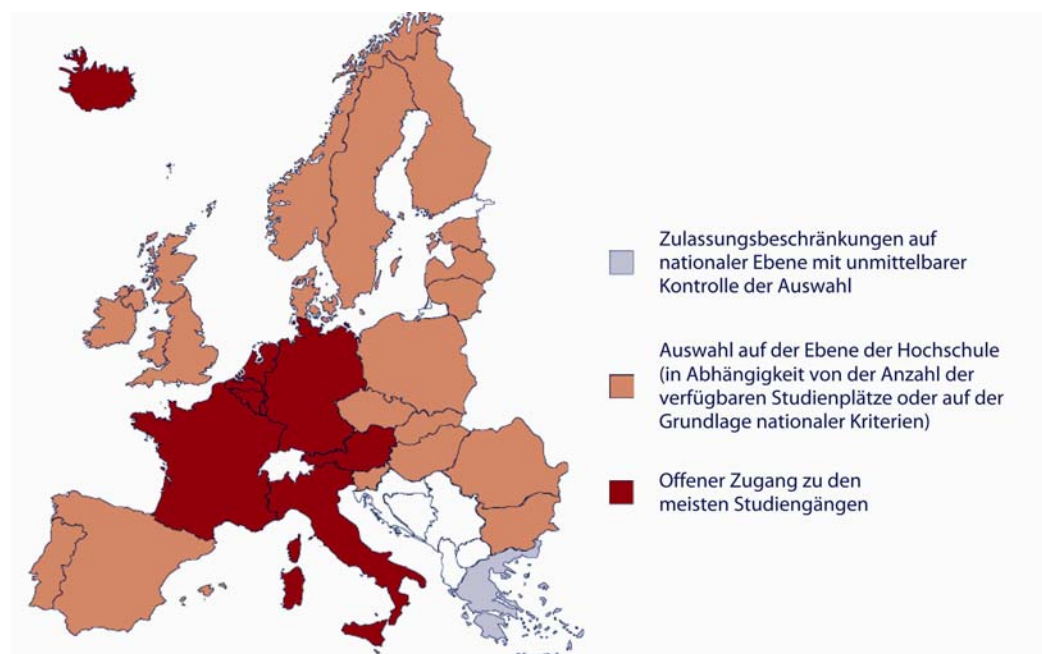 Zulassungsbeschränkungen auf
nationaler Ebene mit unmittelbarer
Kontrolle der Auswahl
Auswahl auf der Ebene der Hochschule
(in Abhängigkeit von der Anzahl der
verfügbaren Studienplätze oder auf der
Grundlage nationaler Kriterien)
Offener Zugang zu den
meisten Studiengängen